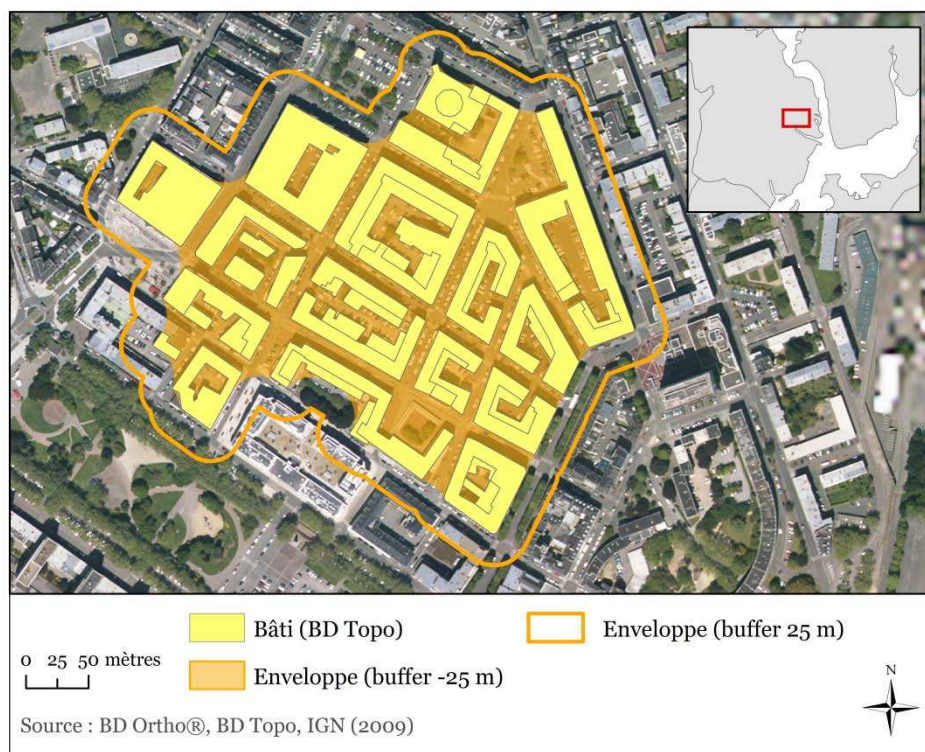 N
Bâti (BD Topo)
Enveloppe (buffer 25 m)
0 25 50 mètres
Enveloppe (buffer -25 m)
Source : BD Ortho®, BD Topo, IGN (2009)